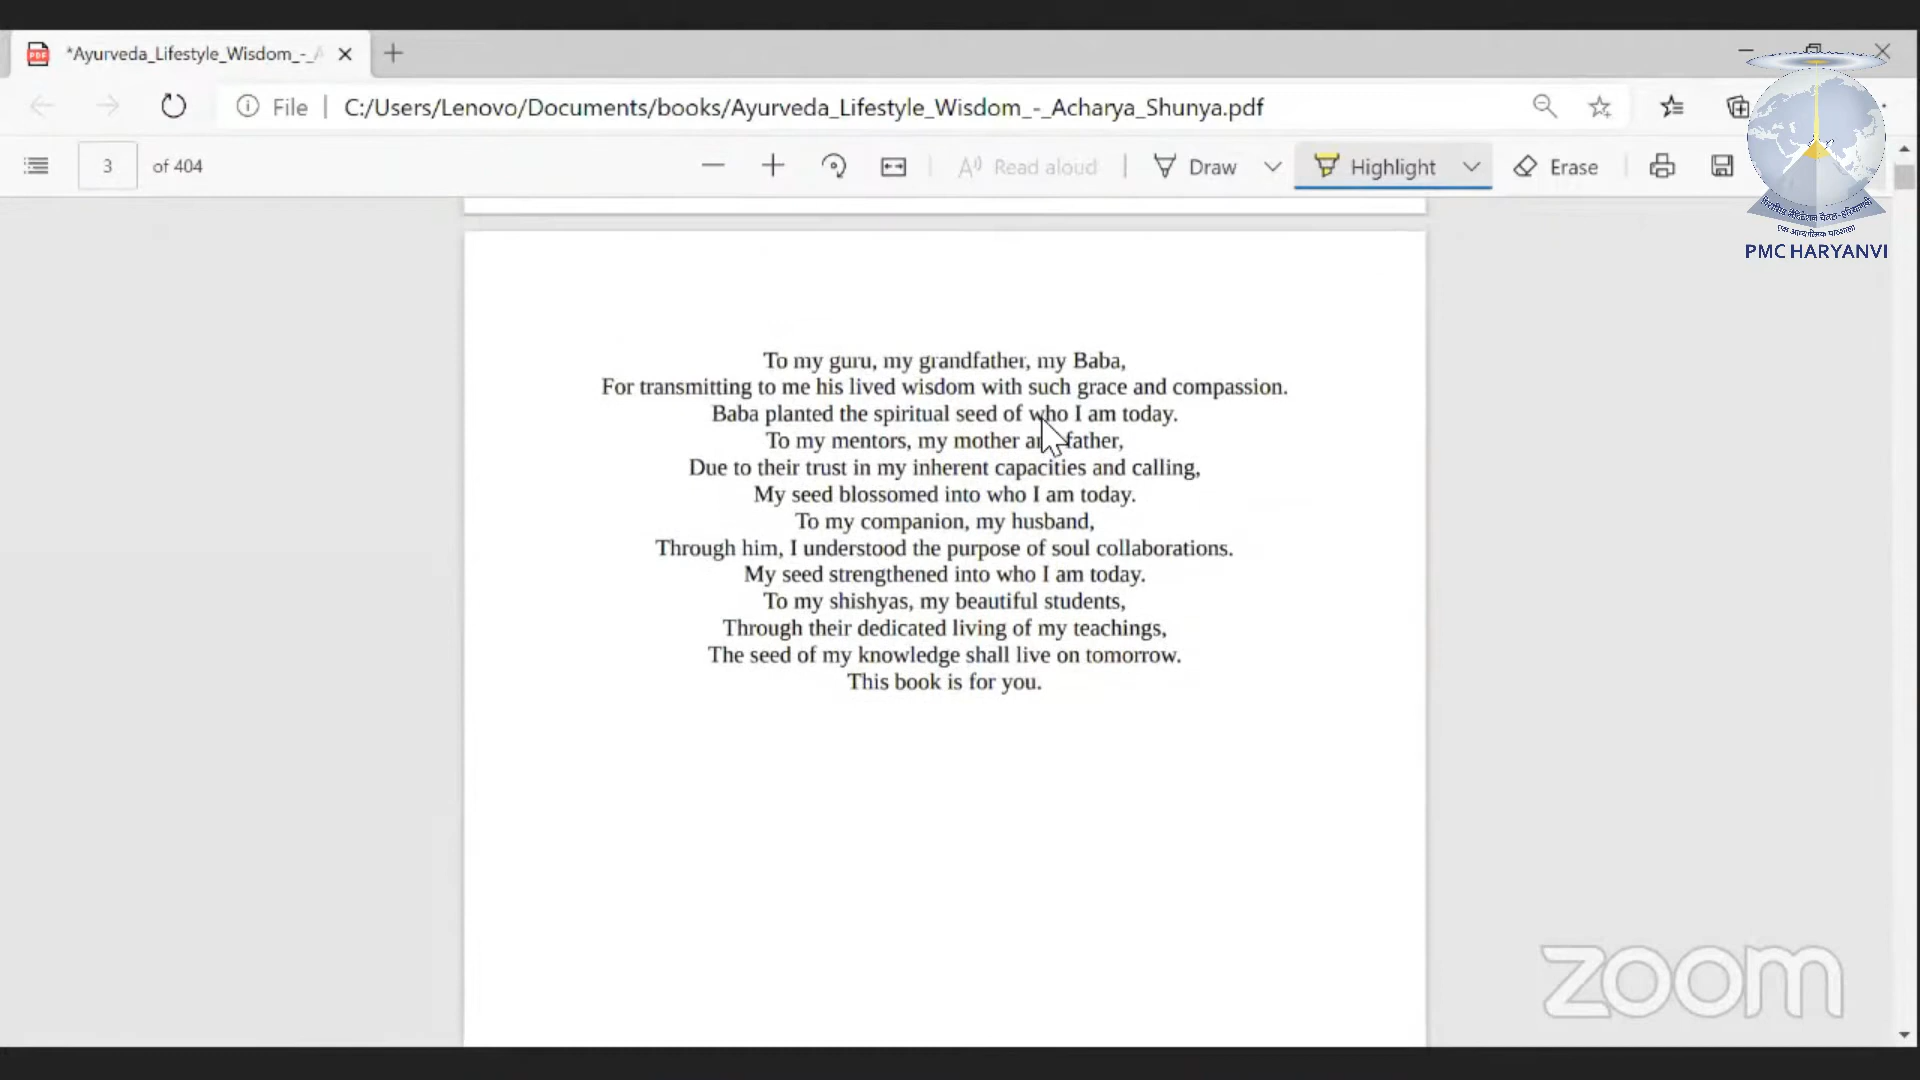 *Ayurveda_Lifestyle_Wisdom_-_A
File | C:/Users/Lenovo/Documents/books/Ayurveda_Lifestyle_Wisdom_-_Acharya_Shunya.pdf
3 of 404
Read aloud
Draw
Highlight
Erase
PMC HARYANVI
To my guru, my grandfather, my Baba,
For transmitting to me his lived wisdom with such grace and compassion.
Baba planted the spiritual seed of who I am today.
To my mentors, my mother father,
Due to their trust in my inherent capacities and calling,
My seed blossomed into who I am today.
To my companion, my husband,
Through him, I understood the purpose of soul collaborations.
My seed strengthened into who I am today.
To my shishyas, my beautiful students,
Through their dedicated living of my teachings,
The seed of my knowledge shall live on tomorrow.
This book is for you.
zoom